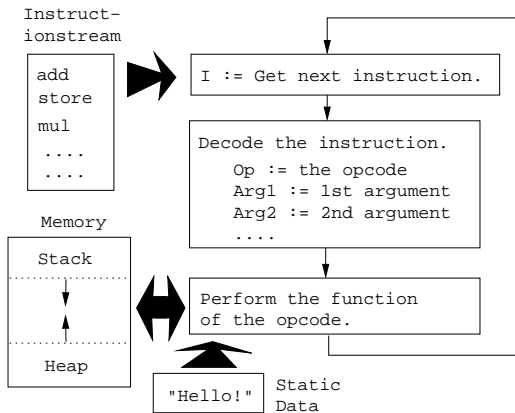 Instruct-
ionstream
add
store
mul
....
....
I := Get next instruction.
Decode the instruction.
Op := the opcode
Arg1 := 1st argument
Arg2 := 2nd argument
....
Memory
Stack
Heap
Perform the function
of the opcode.
"Hello!"
Static
Data